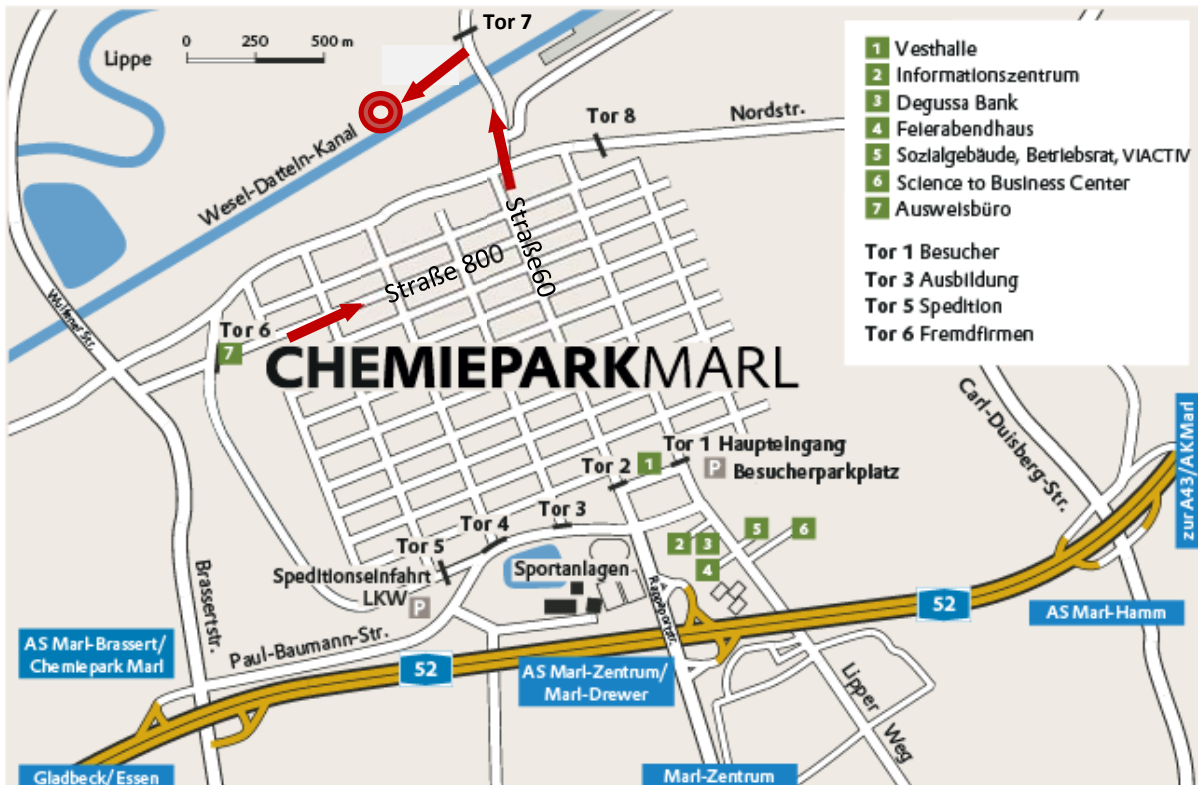 Tor 7
Lippe
0 250 500 m
Wesel-Datteln-Kanal
Tor 8
Nordstr.
1 Vesthalle
2 Informationszentrum
3 Degussa Bank
4 Feierabendhaus
5 Sozialgebäude, Betriebsrat, VIACTIV
6 Science to Business Center
7 Ausweisbüro
Tor 1 Besucher
Tor 3 Ausbildung
Tor 5 Spedition
Tor 6 Fremdfirmen
Straße 800
Straße60
Wulfener Str.
Tor 6
7
CHEMIEPARKMARL
Carl-Duisberg-Str.
zur A43/AKMarl
Tor 1 Haupteingang
P Besucherparkplatz
Tor 2
1
Tor 3
Tor 4
Tor 5
Speditionseinfahrt
LKW P
Sportanlagen
2 3
4
5
6
Rappaportstr.
Brassertstr.
Paul-Baumann-Str.
52
52
AS Marl-Hamm
AS Marl-Brassert/
Chemiepark Marl
AS Marl-Zentrum/
Marl-Drewer
Lipper Weg
Gladbeck/Essen
Marl-Zentrum